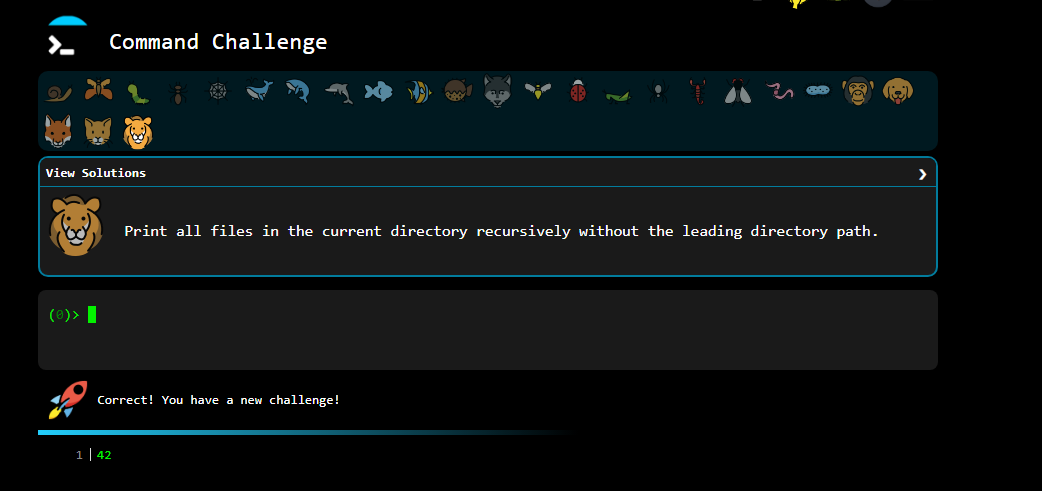 Command Challenge
View Solutions
Print all files in the current directory recursively without the leading directory path.
(0)>
Correct! You have a new challenge!
1 | 42